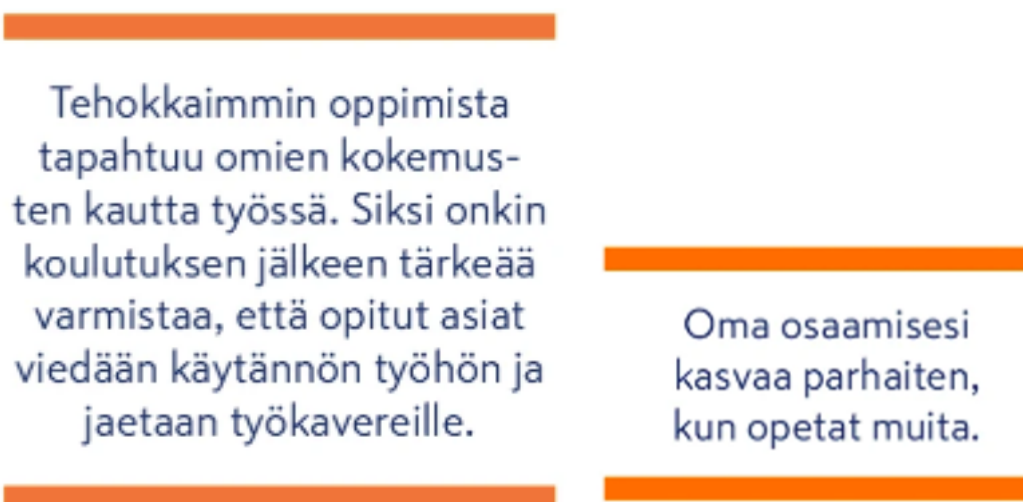 Tehokkaimmin oppimista
tapahtuu omien kokemus-
ten kautta työssä. Siksi onkin
koulutuksen jälkeen tärkeää
varmistaa, että opitut asiat
viedään käytännön työhön ja
jaetaan työkavereille.
Oma osaamisesi
kasvaa parhaiten,
kun opetat muita.